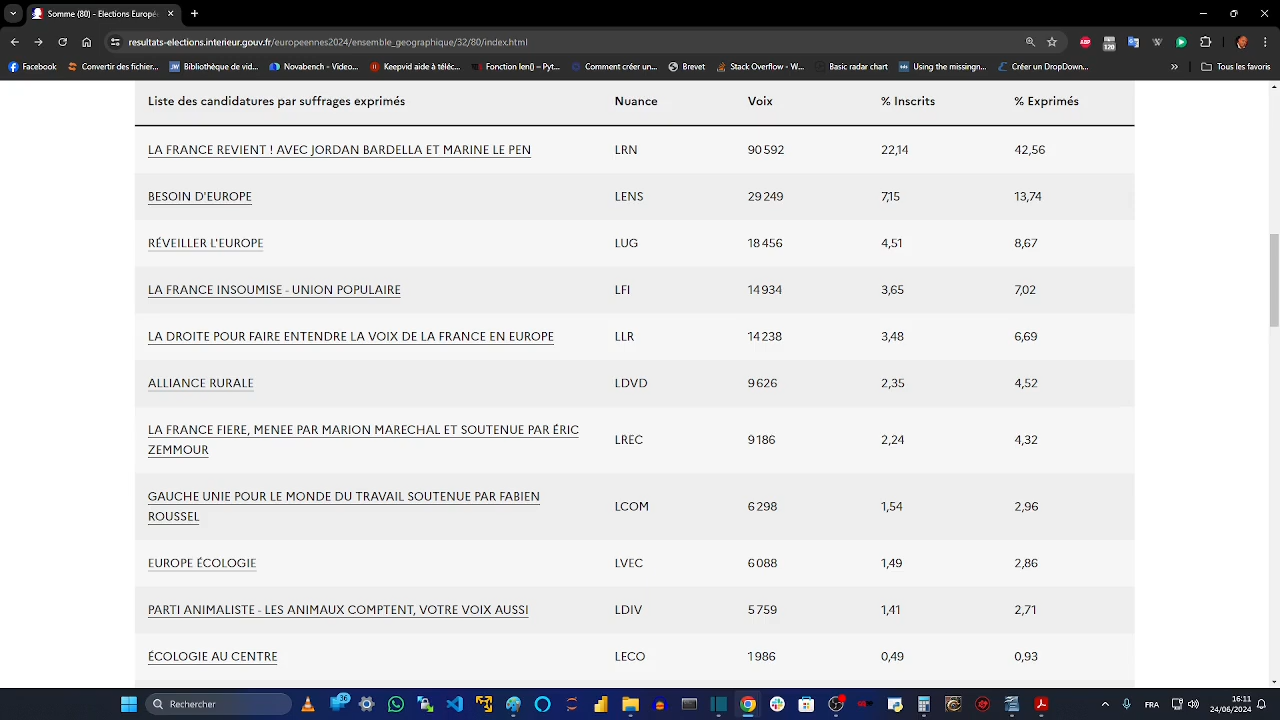 Somme (80) - Elections Europé
resultats-elections.interieur.gouv.fr/europeennes2024/ensemble_geographique/32/80/index.html
120
Facebook Convertir des fichier... Bibliothèque de vid... Novabench - Video... Keepvid aide à téléc... Fonction len() – Pyt... Comment créer un... Brevet Stack Overflow - W... Basic radar chart Using the missingn... Créer un DropDown... » Tous les favoris
Liste des candidatures par suffrages exprimés Nuance Voix % Inscrits % Exprimés
LA FRANCE REVIENT ! AVEC JORDAN BARDELLA ET MARINE LE PEN LRN 90 592 22,14 42,56
BESOIN D'EUROPE LENS 29 249 7,15 13,74
RÉVEILLER L'EUROPE LUG 18 456 4,51 8,67
LA FRANCE INSOUMISE - UNION POPULAIRE LFI 14 934 3,65 7,02
LA DROITE POUR FAIRE ENTENDRE LA VOIX DE LA FRANCE EN EUROPE LLR 14 238 3,48 6,69
ALLIANCE RURALE LDVD 9 626 2,35 4,52
LA FRANCE FIERE, MENEE PAR MARION MARECHAL ET SOUTENUE PAR ÉRIC
ZEMMOUR LREC 9 186 2,24 4,32
GAUCHE UNIE POUR LE MONDE DU TRAVAIL SOUTENUE PAR FABIEN
ROUSSEL LCOM 6 298 1,54 2,96
EUROPE ÉCOLOGIE LVEC 6 088 1,49 2,86
PARTI ANIMALISTE - LES ANIMAUX COMPTENT, VOTRE VOIX AUSSI LDIV 5 759 1,41 2,71
ÉCOLOGIE AU CENTRE LECO 1 986 0,49 0,93
Rechercher FRA 16:11
24/06/2024